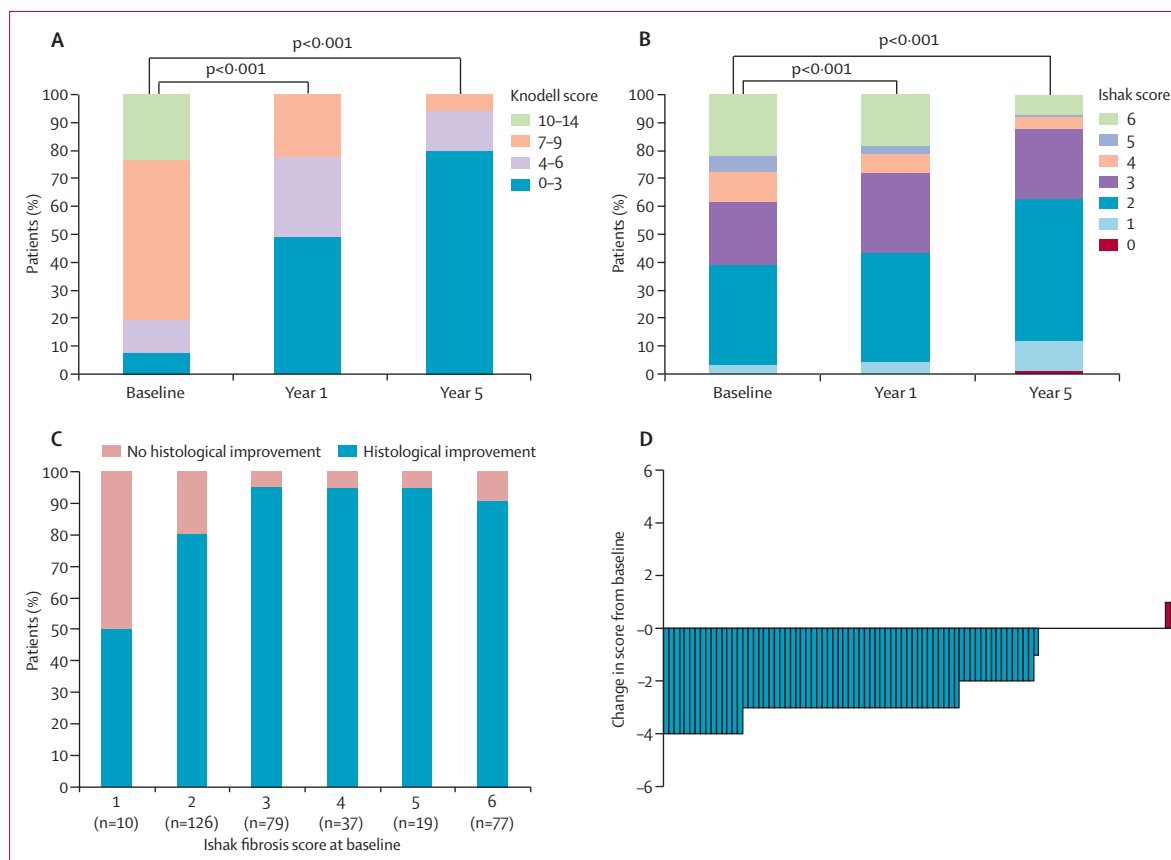 A
p<0·001
p<0·001
Knodell score
10–14
7–9
4–6
0–3
Patients (%)
100
90
80
70
60
50
40
30
20
10
0
Baseline
Year 1
Year 5
B
p<0·001
p<0·001
Ishak score
6
5
4
3
2
1
0
Patients (%)
100
90
80
70
60
50
40
30
20
10
0
Baseline
Year 1
Year 5
C
No histological improvement
Histological improvement
Patients (%)
100
90
80
70
60
50
40
30
20
10
0
1 2 3 4 5 6
(n=10) (n=126) (n=79) (n=37) (n=19) (n=77)
Ishak fibrosis score at baseline
D
Change in score from baseline
6
4
2
–0
–2
–4
–6